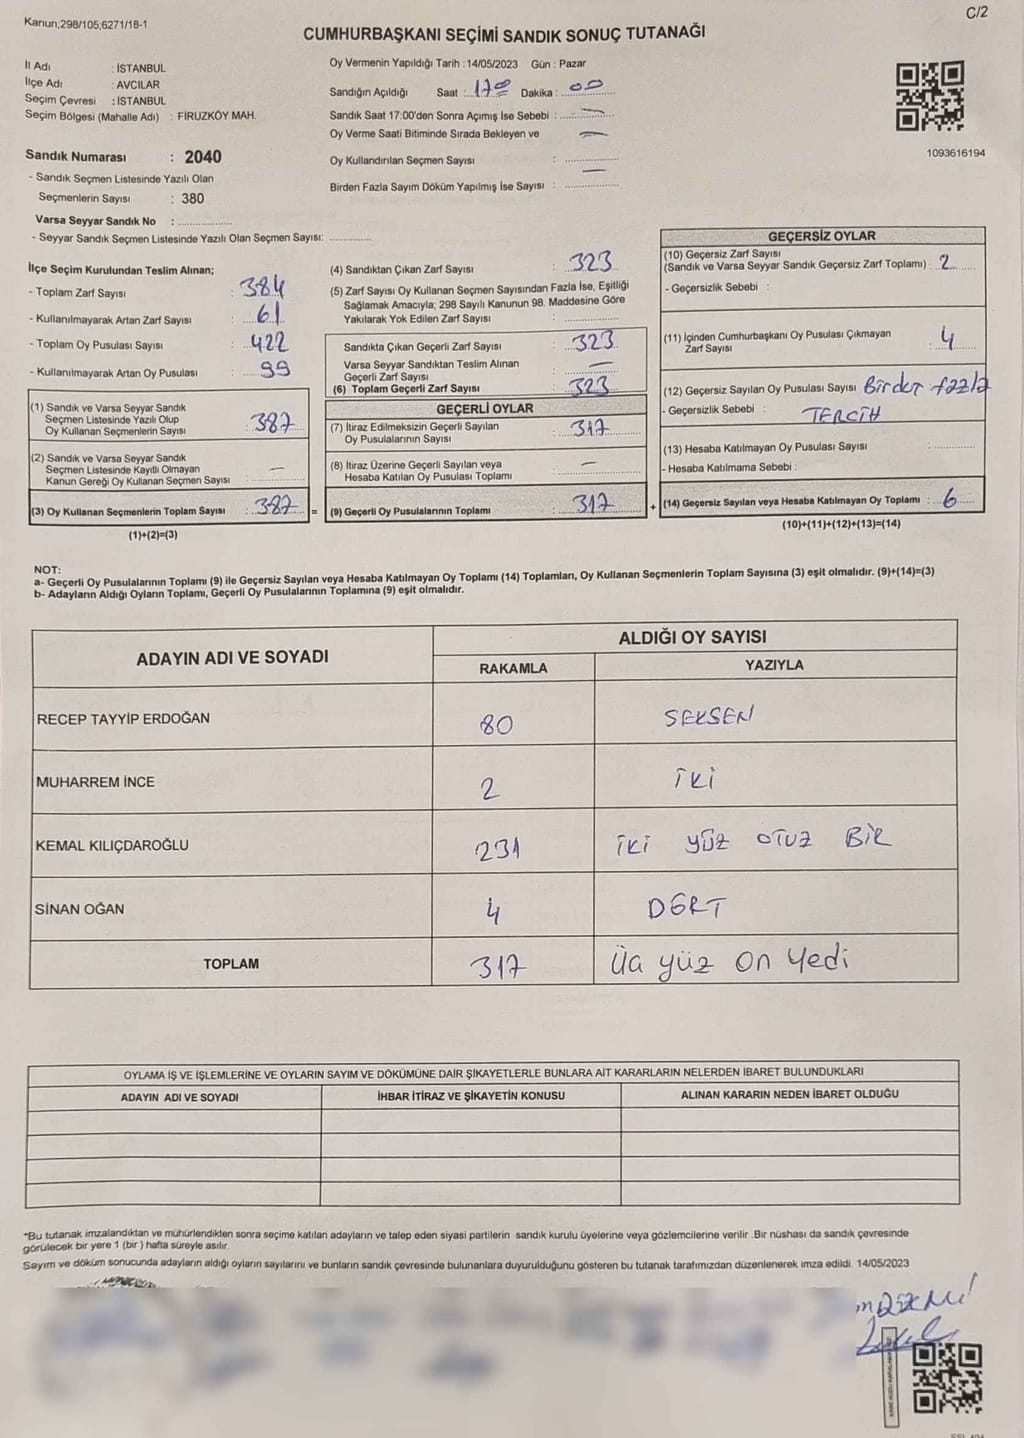 C/2
Kanun;298/105;6271/18-1
CUMHURBAŞKANI SEÇİMİ SANDIK SONUÇ TUTANAĞI
İl Adı : İSTANBUL
İlçe Adı : AVCILAR
Seçim Çevresi : İSTANBUL
Seçim Bölgesi (Mahalle Adı) : FİRUZKÖY MAH.
Sandık Numarası : 2040
- Sandık Seçmen Listesinde Yazılı Olan
Seçmenlerin Sayısı : 380
Varsa Seyyar Sandık No :
- Seyyar Sandık Seçmen Listesinde Yazılı Olan Seçmen Sayısı:
Oy Vermenin Yapıldığı Tarih : 14/05/2023 Gün : Pazar
Sandığın Açıldığı Saat : 17 00 Dakika : 00
Sandık Saat 17:00'den Sonra Açımış İse Sebebi : —
Oy Verme Saati Bitiminde Sırada Bekleyen ve —
Oy Kullandırılan Seçmen Sayısı :
Birden Fazla Sayım Döküm Yapılmış İse Sayısı : —
1093616194
İlçe Seçim Kurulundan Teslim Alınan;
- Toplam Zarf Sayısı : 384
- Kullanılmayarak Artan Zarf Sayısı : 61
- Toplam Oy Pusulası Sayısı : 422
- Kullanılmayarak Artan Oy Pusulası : 99
(1) Sandık ve Varsa Seyyar Sandık
Seçmen Listesinde Yazılı Olup
Oy Kullanan Seçmenlerin Sayısı : 387
(2) Sandık ve Varsa Seyyar Sandık
Seçmen Listesinde Kayıtlı Olmayan
Kanun Gereği Oy Kullanan Seçmen Sayısı : —
(3) Oy Kullanan Seçmenlerin Toplam Sayısı : 387 =
(1)+(2)=(3)
(4) Sandıktan Çıkan Zarf Sayısı : 323
(5) Zarf Sayısı Oy Kullanan Seçmen Sayısından Fazla İse, Eşitliği
Sağlamak Amacıyla; 298 Sayılı Kanunun 98. Maddesine Göre
Yakılarak Yok Edilen Zarf Sayısı :
Sandıkta Çıkan Geçerli Zarf Sayısı : 323
Varsa Seyyar Sandıktan Teslim Alınan
Geçerli Zarf Sayısı : —
(6) Toplam Geçerli Zarf Sayısı : 323
GEÇERLİ OYLAR
(7) İtiraz Edilmeksizin Geçerli Sayılan
Oy Pusulalarının Sayısı : 317
(8) İtiraz Üzerine Geçerli Sayılan veya
Hesaba Katılan Oy Pusulası Toplamı : —
(9) Geçerli Oy Pusulalarının Toplamı : 317 +
GEÇERSİZ OYLAR
(10) Geçersiz Zarf Sayısı
(Sandık ve Varsa Seyyar Sandık Geçersiz Zarf Toplamı) : 2
- Geçersizlik Sebebi :
(11) İçinden Cumhurbaşkanı Oy Pusulası Çıkmayan
Zarf Sayısı : 4
(12) Geçersiz Sayılan Oy Pusulası Sayısı Birden fazla
- Geçersizlik Sebebi : TERCİH
(13) Hesaba Katılmayan Oy Pusulası Sayısı :
- Hesaba Katılmama Sebebi :
(14) Geçersiz Sayılan veya Hesaba Katılmayan Oy Toplamı : 6
(10)+(11)+(12)+(13)=(14)
NOT:
a- Geçerli Oy Pusulalarının Toplamı (9) ile Geçersiz Sayılan veya Hesaba Katılmayan Oy Toplamı (14) Toplamları, Oy Kullanan Seçmenlerin Toplam Sayısına (3) eşit olmalıdır. (9)+(14)=(3)
b- Adayların Aldığı Oyların Toplamı, Geçerli Oy Pusulalarının Toplamına (9) eşit olmalıdır.
ADAYIN ADI VE SOYADI ALDIĞI OY SAYISI
RAKAMLA YAZIYLA
RECEP TAYYİP ERDOĞAN 80 SEKSEN
MUHARREM İNCE 2 İKİ
KEMAL KILIÇDAROĞLU 231 İKİ YÜZ OTUZ BİR
SİNAN OĞAN 4 DÖRT
TOPLAM 317 Üç yüz on yedi
OYLAMA İŞ VE İŞLEMLERİNE VE OYLARIN SAYIM VE DÖKÜMÜNE DAİR ŞİKAYETLERLE BUNLARA AİT KARARLARIN NELERDEN İBARET BULUNDUKLARI
ADAYIN ADI VE SOYADI İHBAR İTİRAZ VE ŞİKAYETİN KONUSU ALINAN KARARIN NEDEN İBARET OLDUĞU
*Bu tutanak imzalandıktan ve mühürlendikten sonra seçime katılan adayların ve talep eden siyasi partilerin sandık kurulu üyelerine veya gözlemcilerine verilir .Bir nüshası da sandık çevresinde
görülecek bir yere 1 (bir ) hafta süreyle asılır.
Sayım ve döküm sonucunda adayların aldığı oyların sayılarını ve bunların sandık çevresinde bulunanlara duyurulduğunu gösteren bu tutanak tarafımızdan düzenlenerek imza edildi. 14/05/2023